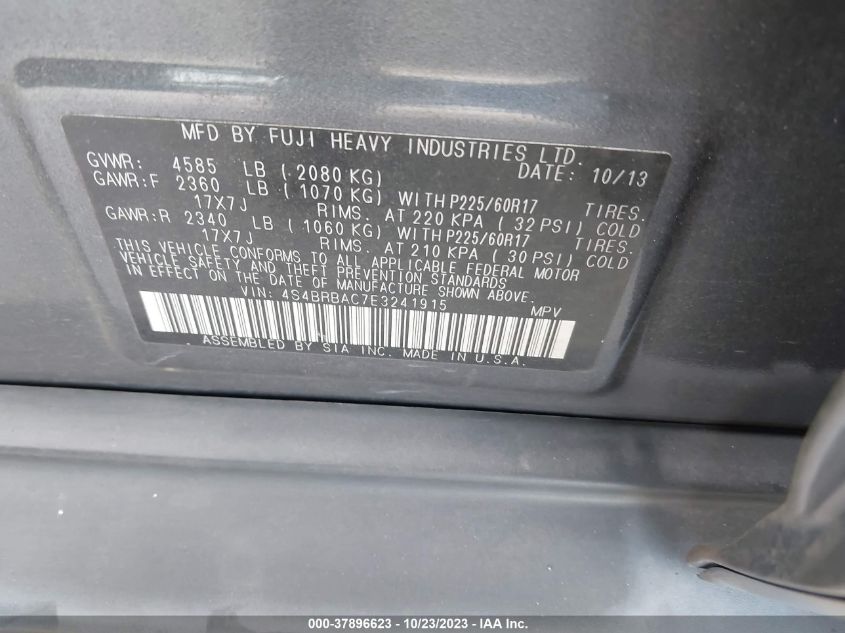 MFD BY FUJI HEAVY INDUSTRIES LTD.
GVWR: 4585 LB ( 2080 KG) DATE: 10/13
GAWR:F 2360 LB ( 1070 KG) WITH P225/60R17 TIRES.
17X7J RIMS. AT 220 KPA ( 32 PSI) COLD
GAWR:R 2340 LB ( 1060 KG) WITH P225/60R17 TIRES.
17X7J RIMS. AT 210 KPA ( 30 PSI) COLD
THIS VEHICLE CONFORMS TO ALL APPLICABLE FEDERAL MOTOR
VEHICLE SAFETY AND THEFT PREVENTION STANDARDS
IN EFFECT ON THE DATE OF MANUFACTURE SHOWN ABOVE.
VIN: 4S4BRBAC7E3241915 MPV
ASSEMBLED BY SIA INC. MADE IN U.S.A.
000-37896623 - 10/23/2023 - IAA Inc.